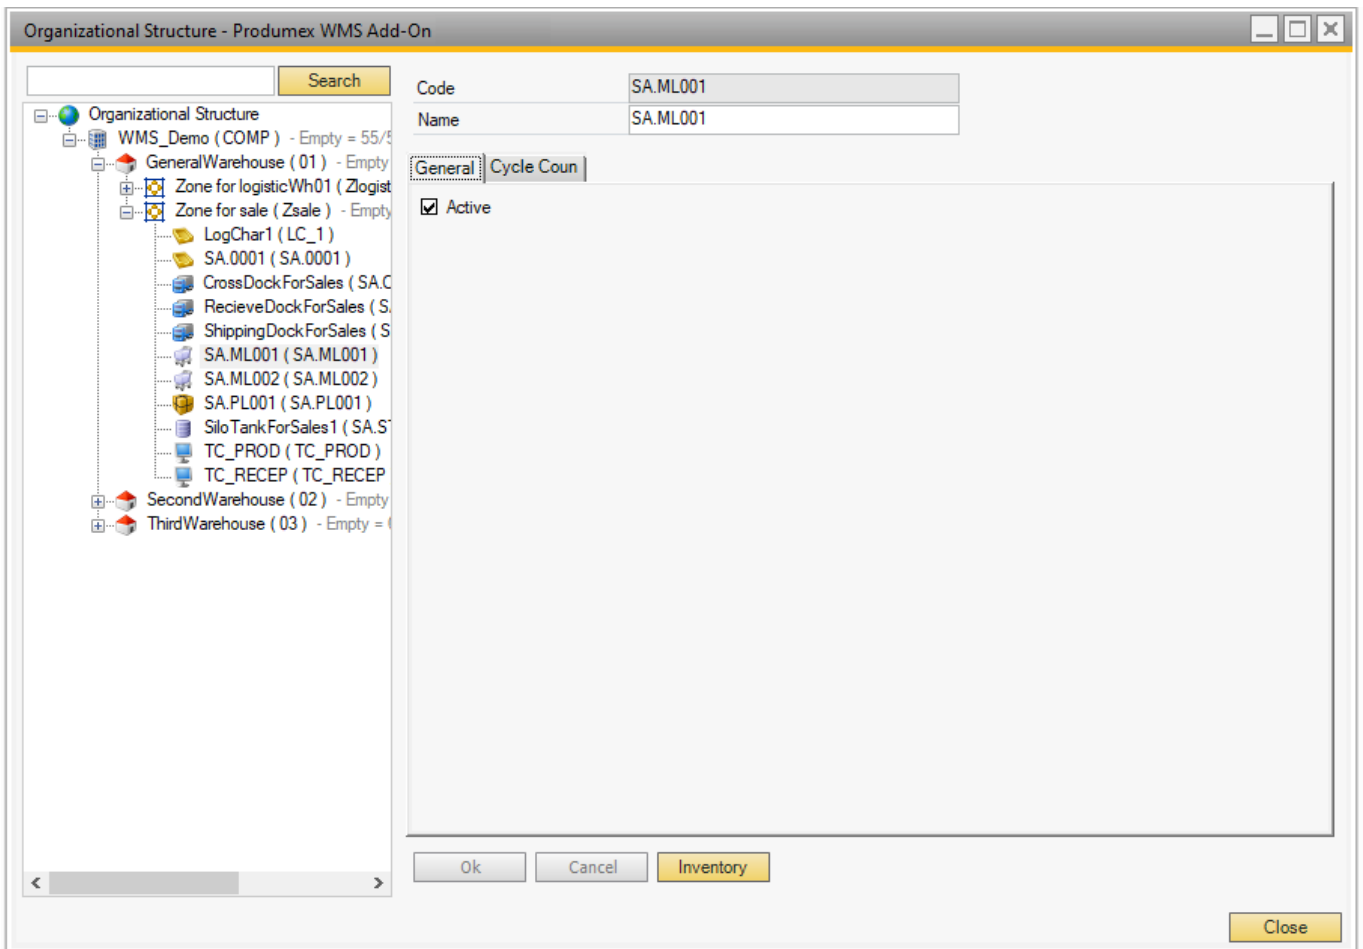 Organizational Structure - Produmex WMS Add-On
Search
Organizational Structure
WMS_Demo ( COMP ) - Empty = 55/5
GeneralWarehouse ( 01 ) - Empty
Zone for logisticWh01 ( Zlogist
Zone for sale ( Zsale ) - Empty
LogChar1 ( LC_1 )
SA.0001 ( SA.0001 )
CrossDockForSales ( SA.C
RecieveDockForSales ( S.
ShippingDockForSales ( S
SA.ML001 ( SA.ML001 )
SA.ML002 ( SA.ML002 )
SA.PL001 ( SA.PL001 )
SiloTankForSales1 ( SA.S
TC_PROD ( TC_PROD )
TC_RECEP ( TC_RECEP
SecondWarehouse ( 02 ) - Empty
ThirdWarehouse ( 03 ) - Empty =
Code SA.ML001
Name SA.ML001
General Cycle Coun
Active
Ok Cancel Inventory
Close